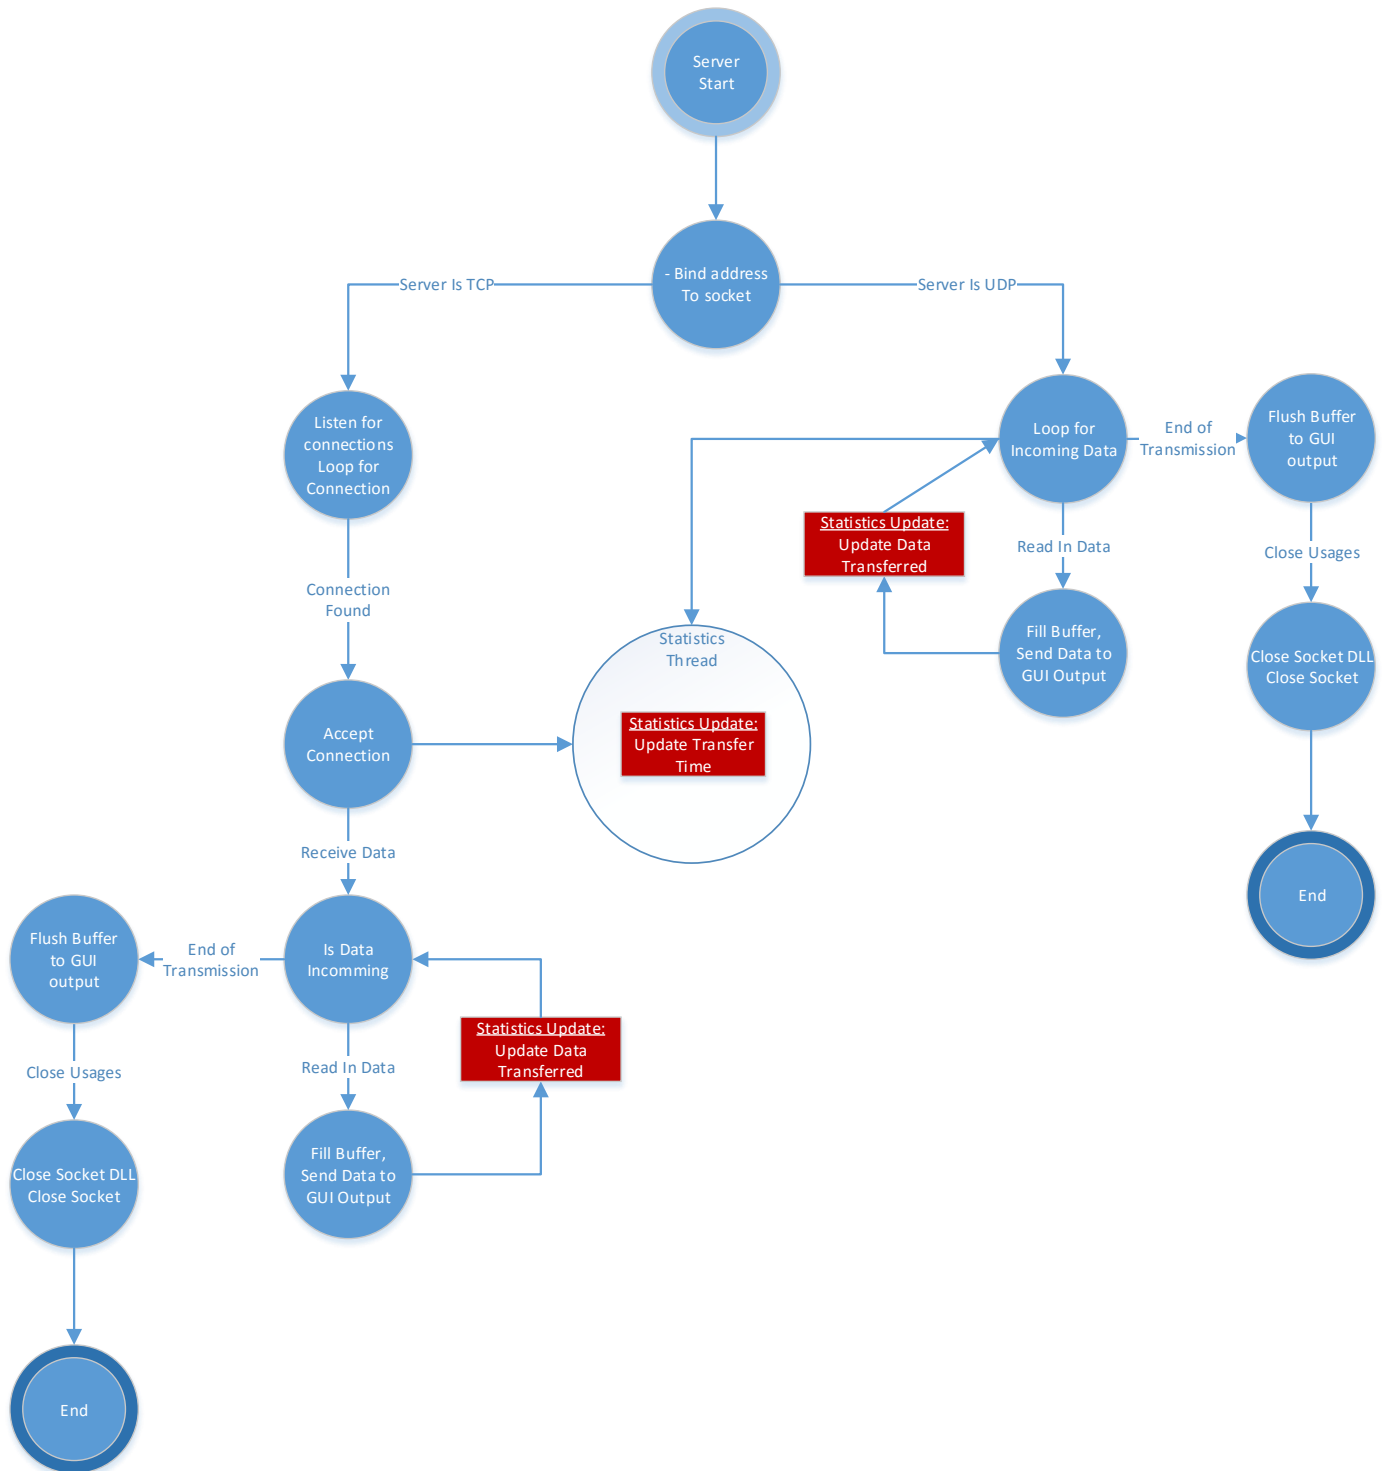 Server
Start
- Bind address
To socket
Server Is TCP
Server Is UDP
Listen for
connections
Loop for
Connection
Loop for
Incoming Data
End of
Transmission
Flush Buffer
to GUI
output
Statistics Update:
Update Data
Transferred
Read In Data
Close Usages
Connection
Found
Statistics
Thread
Fill Buffer,
Send Data to
GUI Output
Close Socket DLL
Close Socket
Accept
Connection
Statistics Update:
Update Transfer
Time
Receive Data
End
Flush Buffer
to GUI
output
End of
Transmission
Is Data
Incomming
Statistics Update:
Update Data
Transferred
Close Usages
Read In Data
Close Socket DLL
Close Socket
Fill Buffer,
Send Data to
GUI Output
End